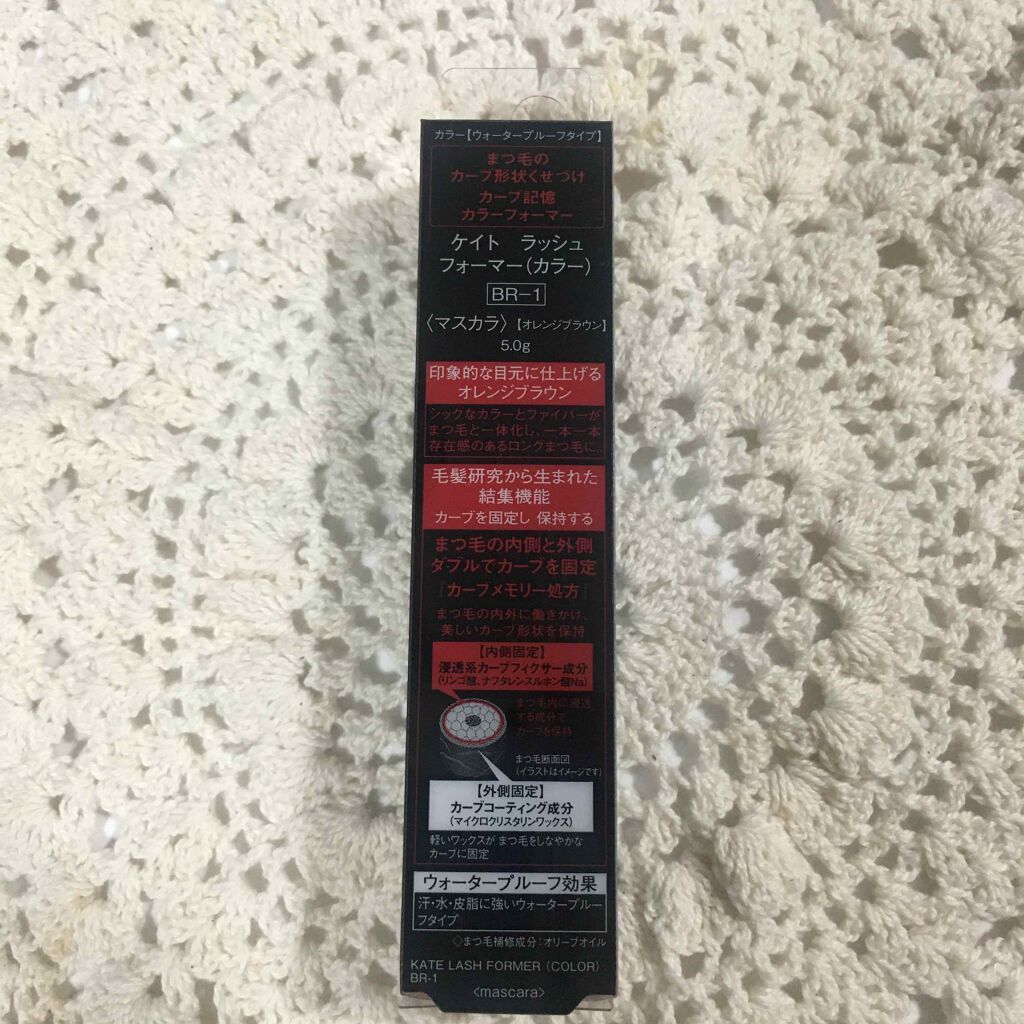 カラー【ウォータープルーフタイプ】
まつ毛の
カーブ形状くせづけ
カーブ記憶
カラーフォーマー
ケイト ラッシュ
フォーマー(カラー)
BR-1
〈マスカラ〉【オレンジブラウン】
5.0g
印象的な目元に仕上げる
オレンジブラウン
シックなカラーとファイバーが
まつ毛と一体化し、一本一本
存在感のあるロングまつ毛に
毛髪研究から生まれた
結集機能
カーブを固定し 保持する
まつ毛の内側と外側
ダブルでカーブを固定
『カーブメモリー処方』
まつ毛の内外に働きかけ、
美しいカーブ形状を保持
【内側固定】
浸透系カーブフィクサー成分
(リンゴ酸、ナフタレンスルホン酸Na)
まつ毛内に浸透
する成分で
カーブを保持
まつ毛断面図
(イラストはイメージです)
【外側固定】
カーブコーティング成分
(マイクロクリスタリンワックス)
軽いワックスが まつ毛をしなやかな
カーブに固定
ウォータープルーフ効果
汗・水・皮脂に強いウォータープルー
フタイプ
◇まつ毛補修成分:オリーブオイル
KATE LASH FORMER (COLOR)
BR-1
<mascara>